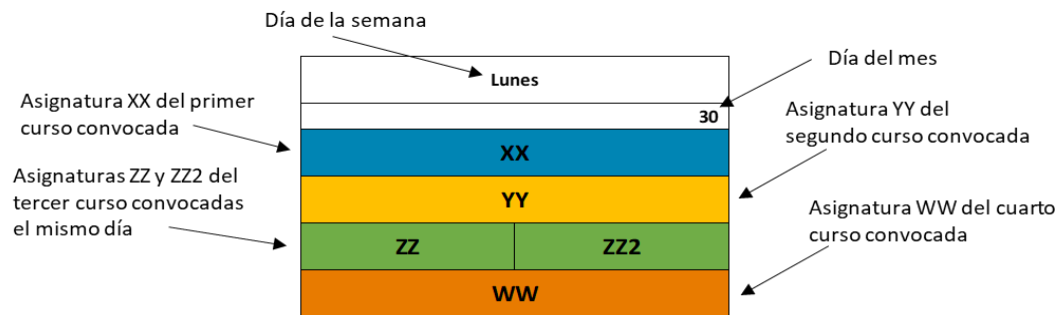 Día de la semana
Lunes
Día del mes
30
Asignatura XX del primer
curso convocada
XX
Asignatura YY del
segundo curso convocada
YY
Asignaturas ZZ y ZZ2 del
tercer curso convocadas
el mismo día
ZZ
ZZ2
Asignatura WW del cuarto
curso convocada
WW